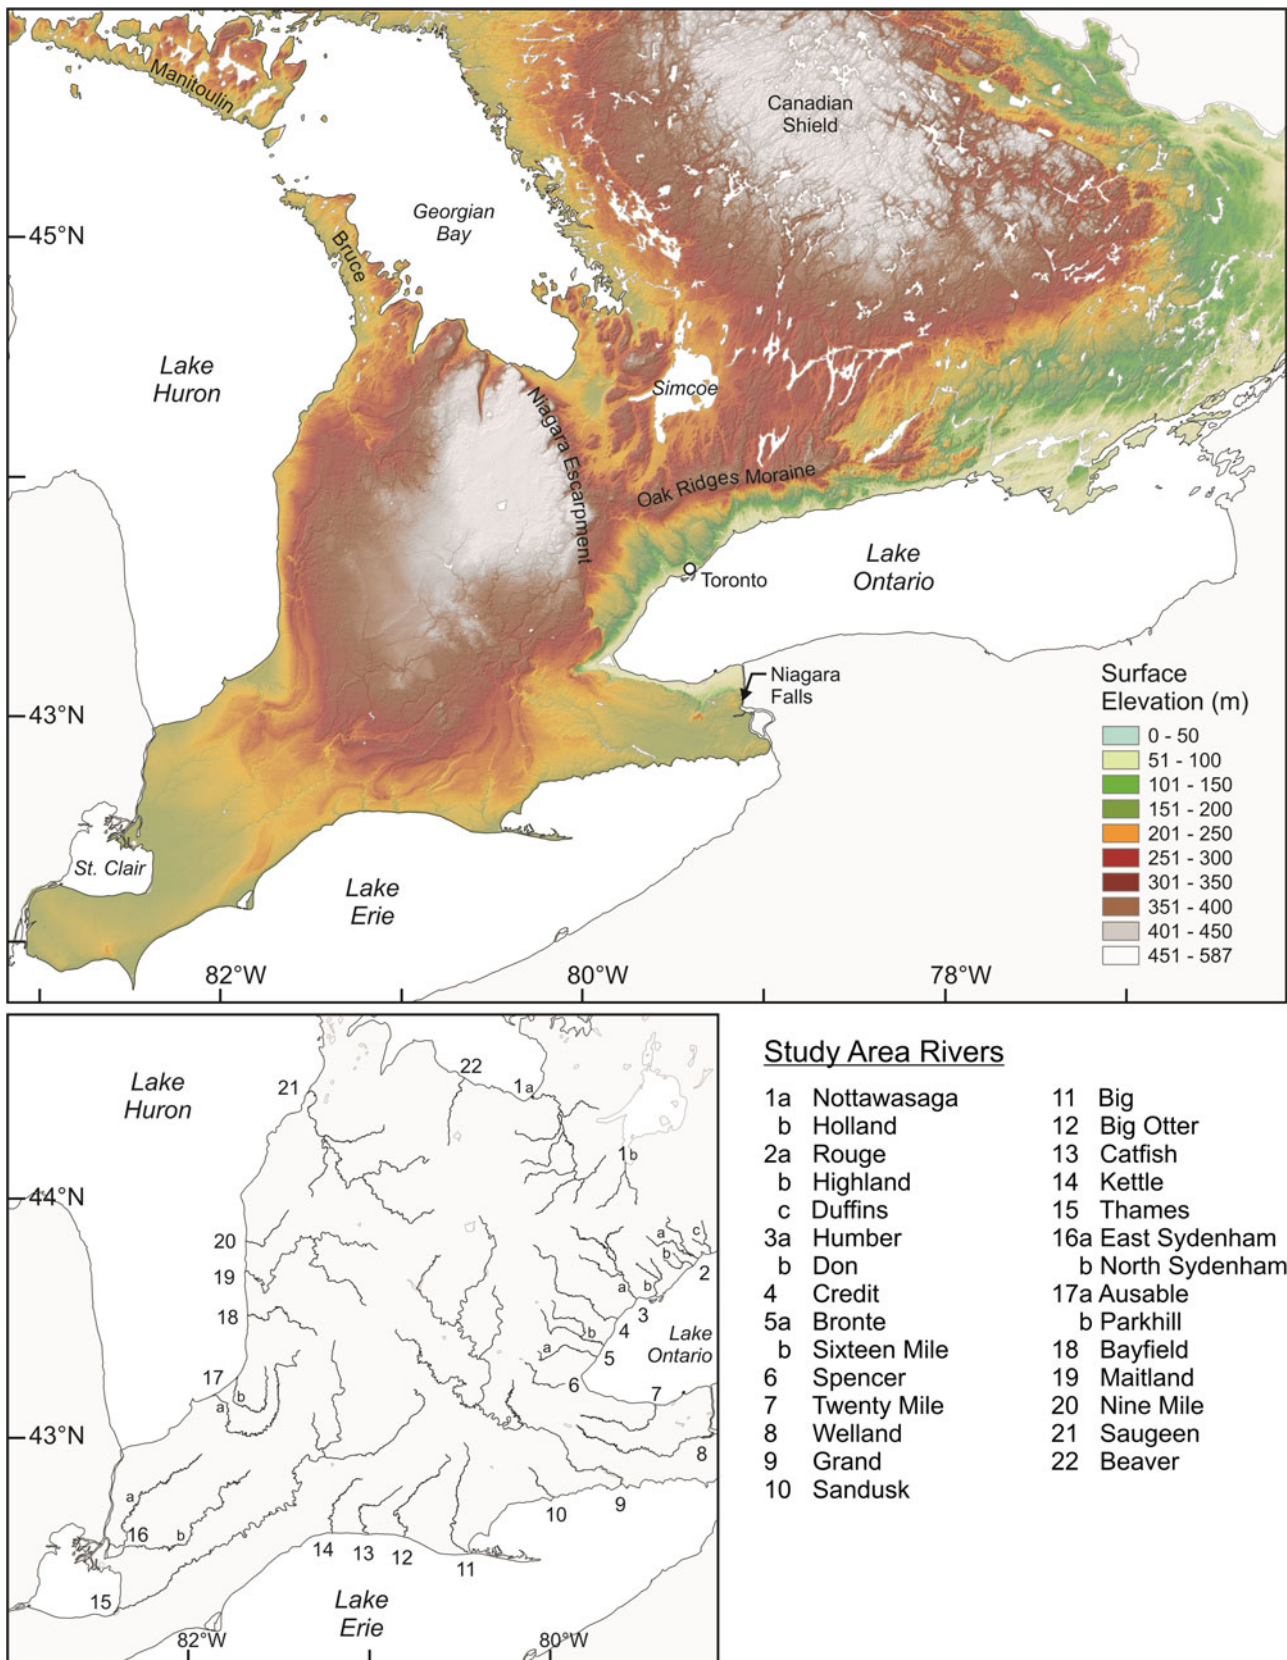 Manitoulin
Canadian
Shield
Georgian
Bay
45°N
Bruce
Lake
Huron
Simcoe
Niagara Escarpment
Oak Ridges Moraine
Lake
Ontario
Toronto
Niagara
Falls
43°N
St. Clair
Lake
Erie
82°W
80°W
78°W
Surface
Elevation (m)
0 - 50
51 - 100
101 - 150
151 - 200
201 - 250
251 - 300
301 - 350
351 - 400
401 - 450
451 - 587
Lake
Huron
22
21
1a
1b
44°N
20
19
18
a
b
c
2
a
b
3
4
b
a
5
Lake
Ontario
6
7
17
b
a
43°N
8
a
16
b
9
10
14
13
12
11
15
Lake
Erie
82°W
80°W
Study Area Rivers
1a Nottawasaga
b Holland
2a Rouge
b Highland
c Duffins
3a Humber
b Don
4 Credit
5a Bronte
b Sixteen Mile
6 Spencer
7 Twenty Mile
8 Welland
9 Grand
10 Sandusk
11 Big
12 Big Otter
13 Catfish
14 Kettle
15 Thames
16a East Sydenham
b North Sydenham
17a Ausable
b Parkhill
18 Bayfield
19 Maitland
20 Nine Mile
21 Saugeen
22 Beaver